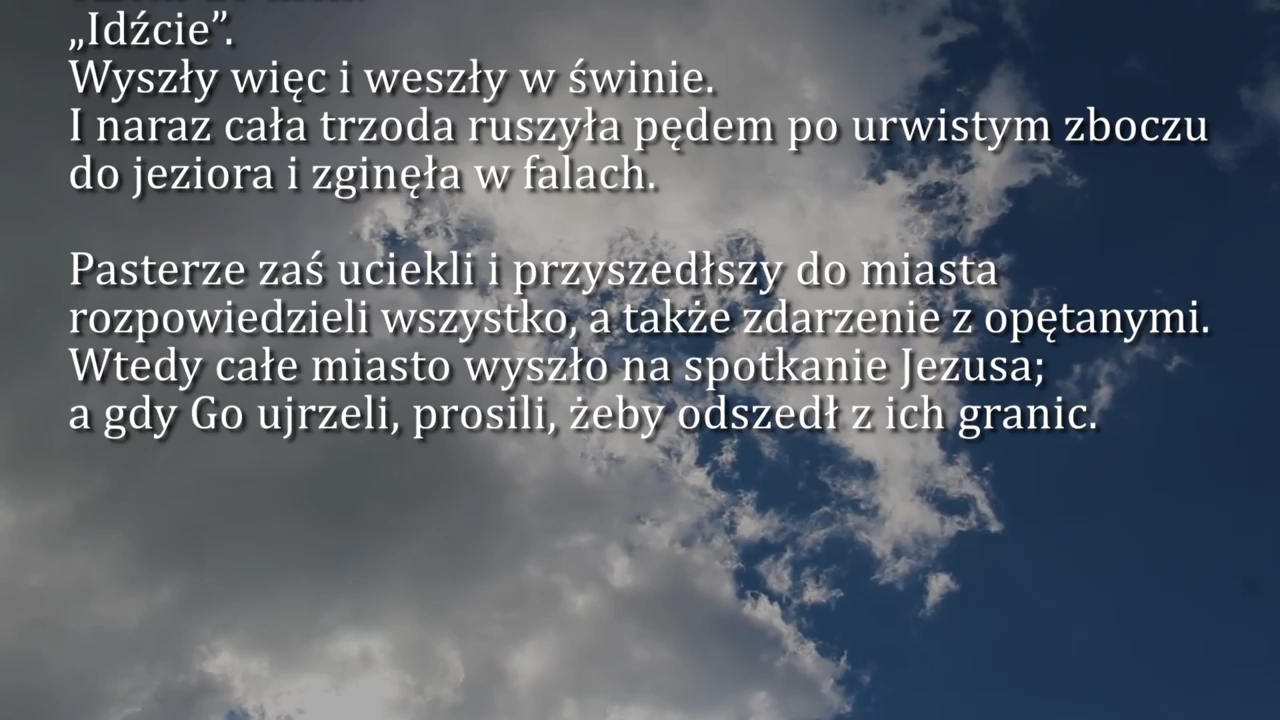 „Idźcie”.
Wyszły więc i weszły w świnie.
I naraz cała trzoda ruszyła pędem po urwistym zboczu
do jeziora i zginęła w falach.
Pasterze zaś uciekli i przyszedłszy do miasta
rozpowiedzieli wszystko, a także zdarzenie z opętanymi.
Wtedy całe miasto wyszło na spotkanie Jezusa;
a gdy Go ujrzeli, prosili, żeby odszedł z ich granic.